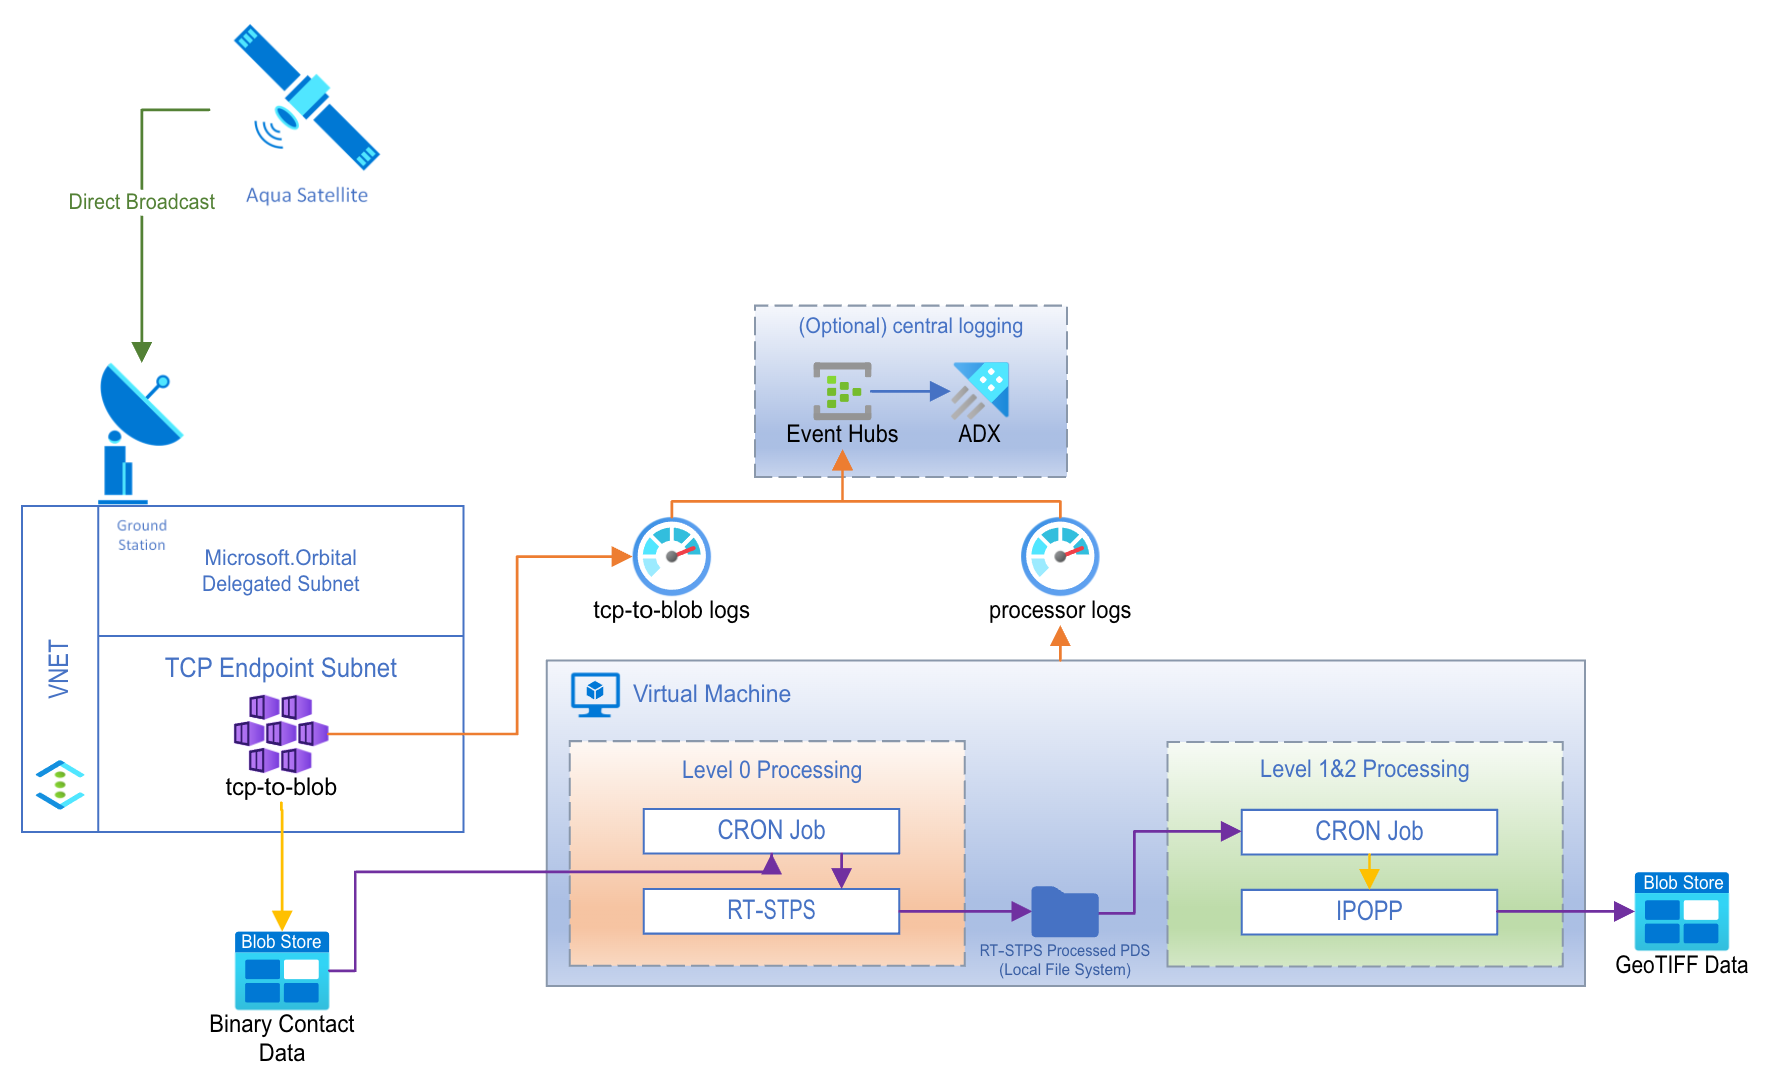 Aqua Satellite
Direct Broadcast
(Optional) central logging
Event Hubs
ADX
Ground
Station
Microsoft.Orbital
Delegated Subnet
VNET
TCP Endpoint Subnet
tcp-to-blob
tcp-to-blob logs
processor logs
Virtual Machine
Level 0 Processing
CRON Job
RT-STPS
RT-STPS Processed PDS
(Local File System)
Level 1&2 Processing
CRON Job
IPOPP
Blob Store
GeoTIFF Data
Blob Store
Binary Contact
Data